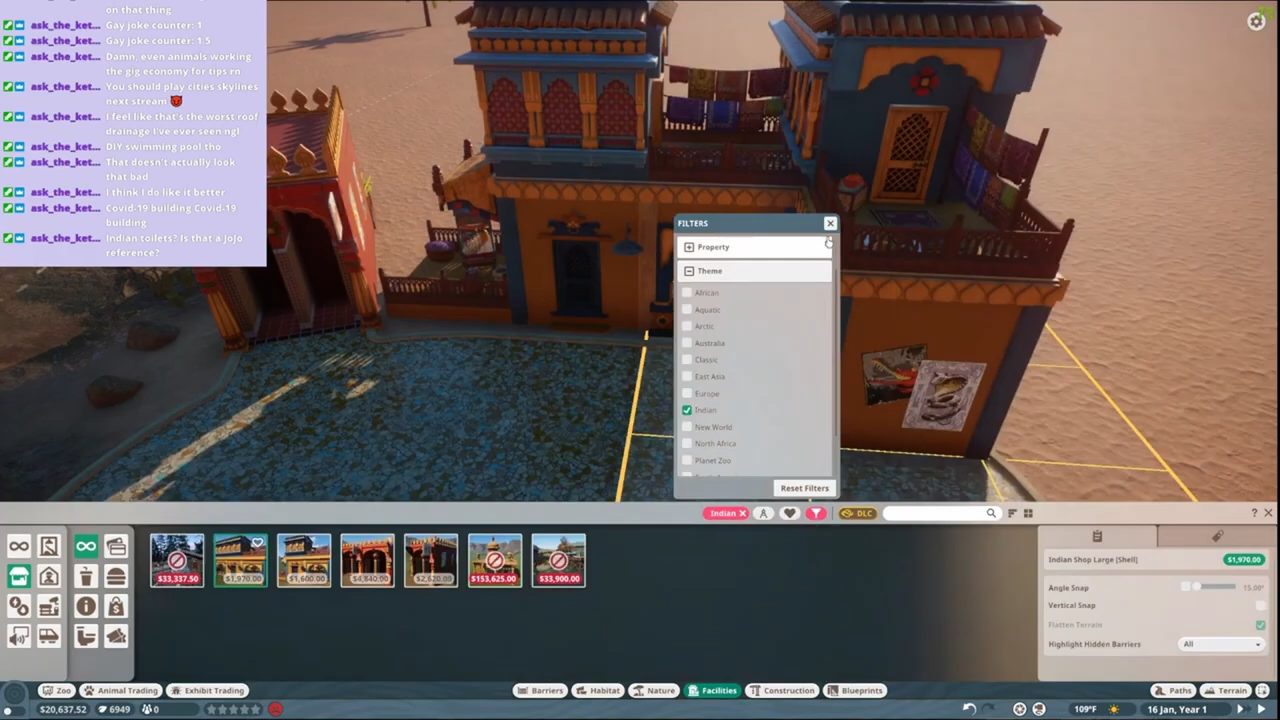 on that thing
ask_the_ket... Gay joke counter: 1
ask_the_ket... Gay joke counter: 1.5
ask_the_ket... Damn, even animals working
the gig economy for tips rn
ask_the_ket... You should play cities skylines
next stream
ask_the_ket... I feel like that's the worst roof
drainage I've ever seen ngl
ask_the_ket... DIY swimming pool tho
ask_the_ket... That doesn't actually look
that bad
ask_the_ket... I think I do like it better
ask_the_ket... Covid-19 building Covid-19
building
ask_the_ket... Indian toilets? Is that a JoJo
reference?
FILTERS
Property
Theme
African
Aquatic
Arctic
Australia
Classic
East Asia
Europe
Indian
New World
North Africa
Planet Zoo
Reset Filters
Indian
DLC
$33,337.50
$1,970.00
$1,600.00
$4,840.00
$2,620.00
$153,625.00
$33,900.00
Indian Shop Large [Shell] $1,970.00
Angle Snap 15.00°
Vertical Snap
Flatten Terrain
Highlight Hidden Barriers All
Zoo Animal Trading Exhibit Trading Barriers Habitat Nature Facilities Construction Blueprints Paths Terrain
$20,637.52 6949 0 109°F 16 Jan, Year 1